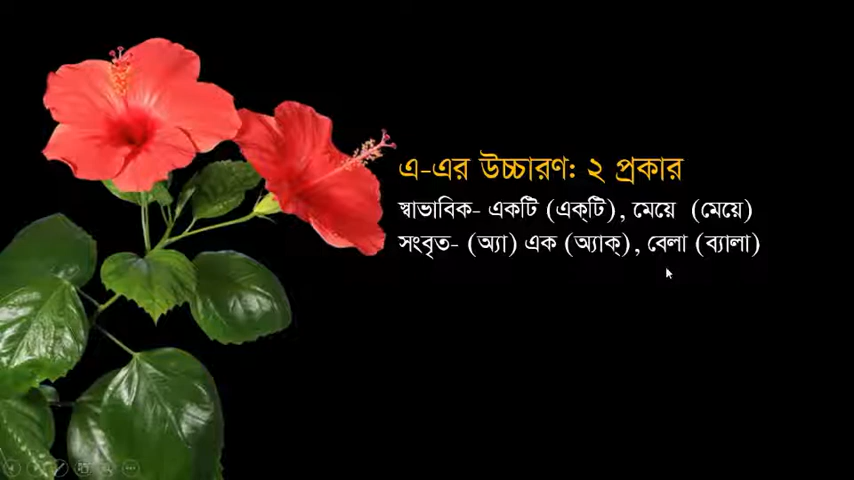 এ-এর উচ্চারণ: ২ প্রকার
স্বাভাবিক- একটি (এক্‌টি), মেয়ে (মেয়ে)
সংবৃত- (অ্যা) এক (অ্যাক্), বেলা (ব্যালা)